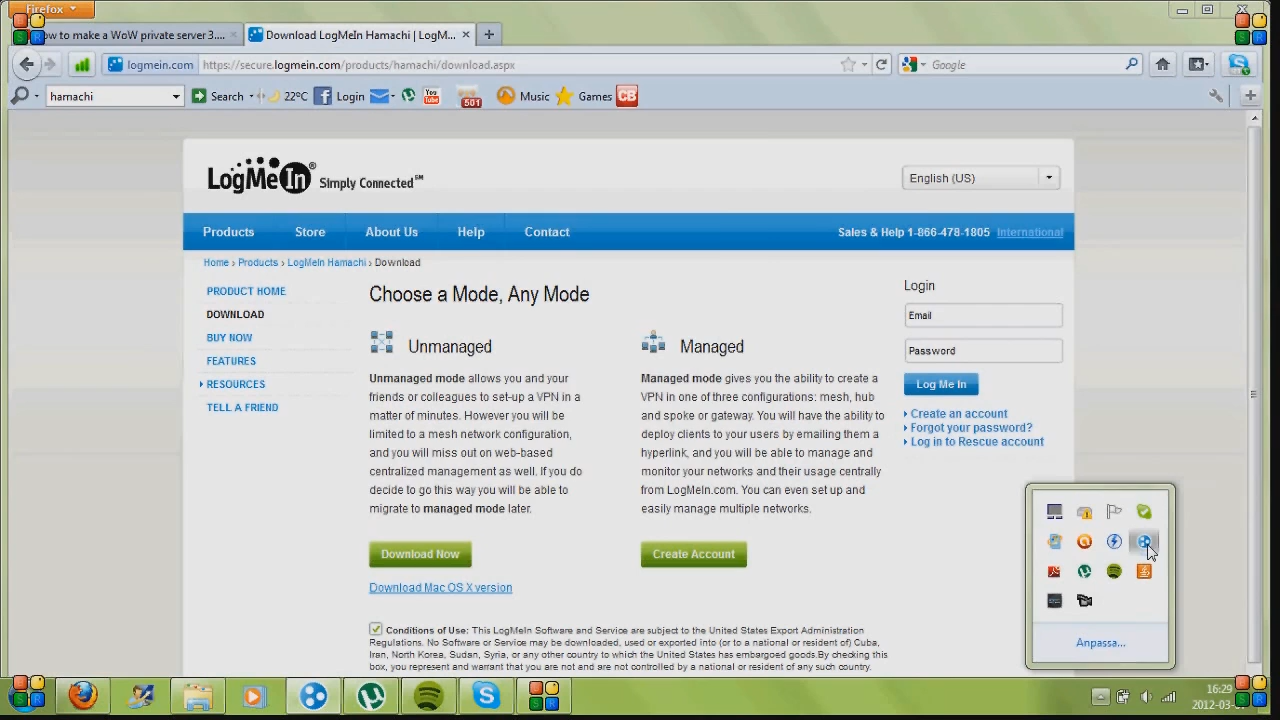 Firefox
ow to make a WoW private server 3....
Download LogMeIn Hamachi | LogM...
logmein.com
https://secure.logmein.com/products/hamachi/download.aspx
Google
hamachi
Search
22°C
Login
You Tube
501
Music
Games
CB
LogMeIn® Simply Connected℠
English (US)
Products
Store
About Us
Help
Contact
Sales & Help 1-866-478-1805 International
Home › Products › LogMeIn Hamachi › Download
PRODUCT HOME
DOWNLOAD
BUY NOW
FEATURES
RESOURCES
TELL A FRIEND
Choose a Mode, Any Mode
Unmanaged
Unmanaged mode allows you and your
friends or colleagues to set-up a VPN in a
matter of minutes. However you will be
limited to a mesh network configuration,
and you will miss out on web-based
centralized management as well. If you do
decide to go this way you will be able to
migrate to managed mode later.
Download Now
Download Mac OS X version
Managed
Managed mode gives you the ability to create a
VPN in one of three configurations: mesh, hub
and spoke or gateway. You will have the ability to
deploy clients to your users by emailing them a
hyperlink, and you will be able to manage and
monitor your networks and their usage centrally
from LogMeIn.com. You can even set up and
easily manage multiple networks.
Create Account
Conditions of Use: This LogMeIn Software and Service are subject to the United States Export Administration
Regulations. No Software or Service may be downloaded, used or exported into (or to a national or resident of) Cuba,
Iran, North Korea, Sudan, Syria, or any other country to which the United States has embargoed goods.By checking this
box, you represent and warrant that you are and are not controlled by a national or resident of any such country.
Login
Email
Password
Log Me In
Create an account
Forgot your password?
Log in to Rescue account
Anpassa...
16:29